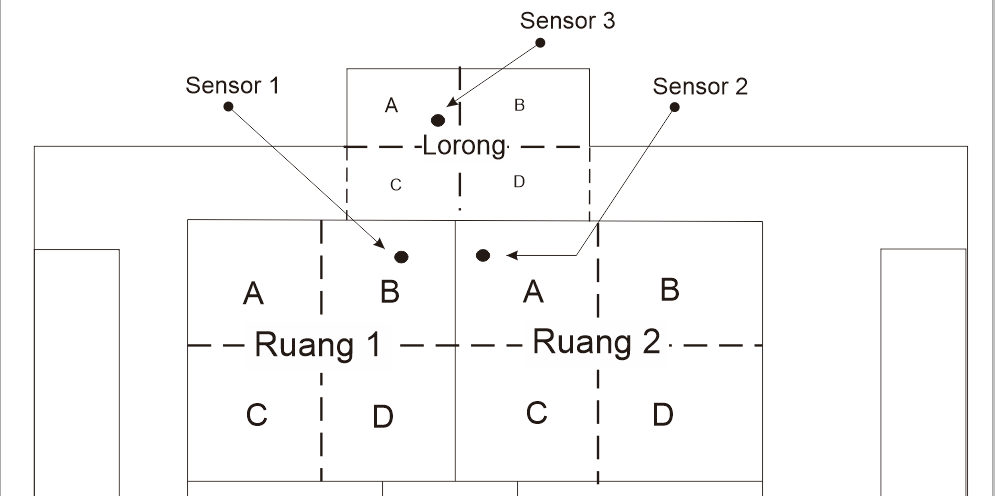 Sensor 3
Sensor 1
Sensor 2
A
B
Lorong
C
D
A
B
A
B
Ruang 1
Ruang 2
C
D
C
D